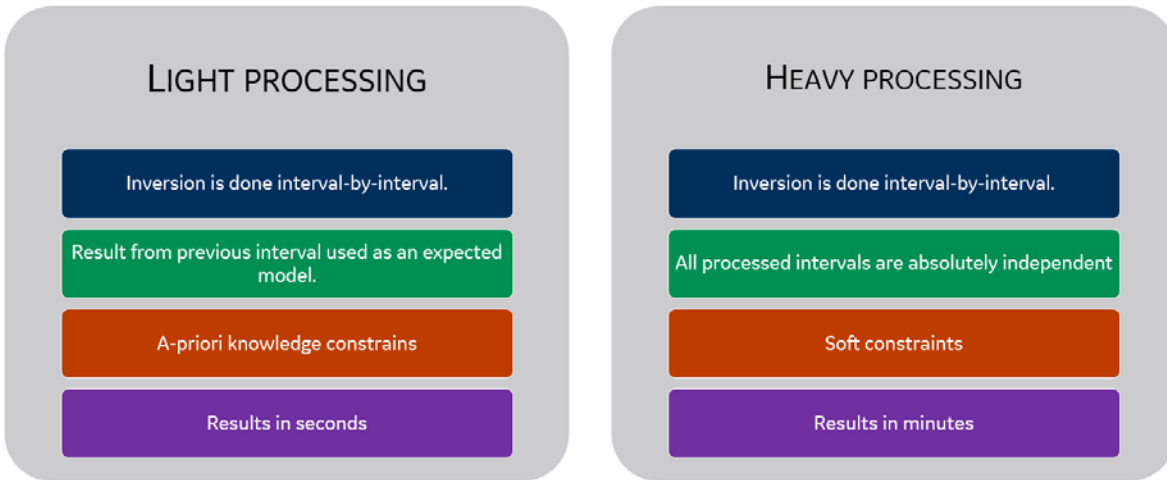 LIGHT PROCESSING
Inversion is done interval-by-interval.
Result from previous interval used as an expected
model.
A-priori knowledge constrains
Results in seconds
HEAVY PROCESSING
Inversion is done interval-by-interval.
All processed intervals are absolutely independent
Soft constraints
Results in minutes